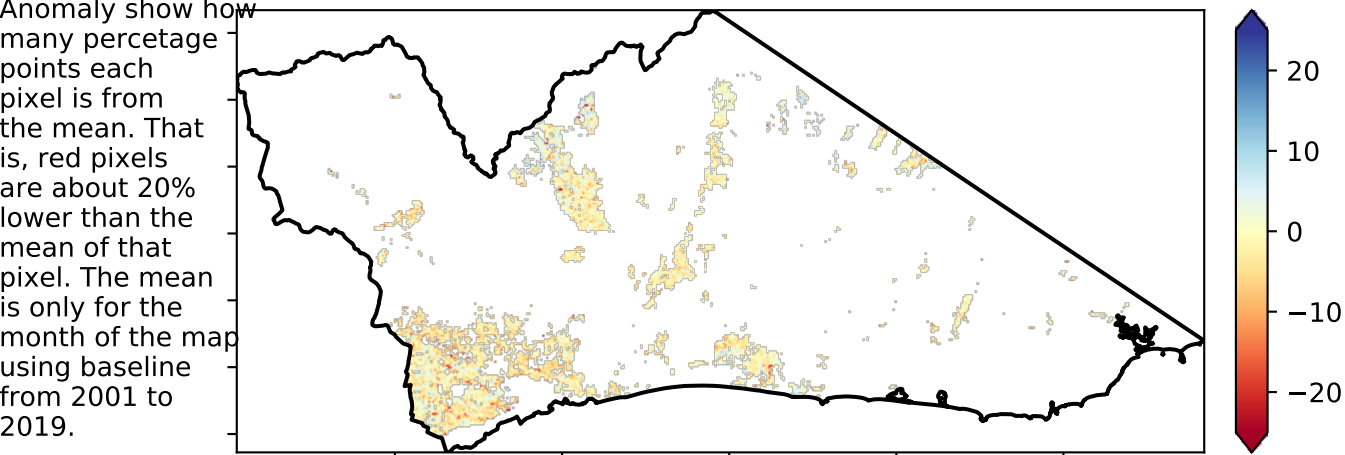 Anomaly show how
many percetage
points each
pixel is from
the mean. That
is, red pixels
are about 20%
lower than the
mean of that
pixel. The mean
is only for the
month of the map
using baseline
from 2001 to
2019.
20
10
0
−10
−20